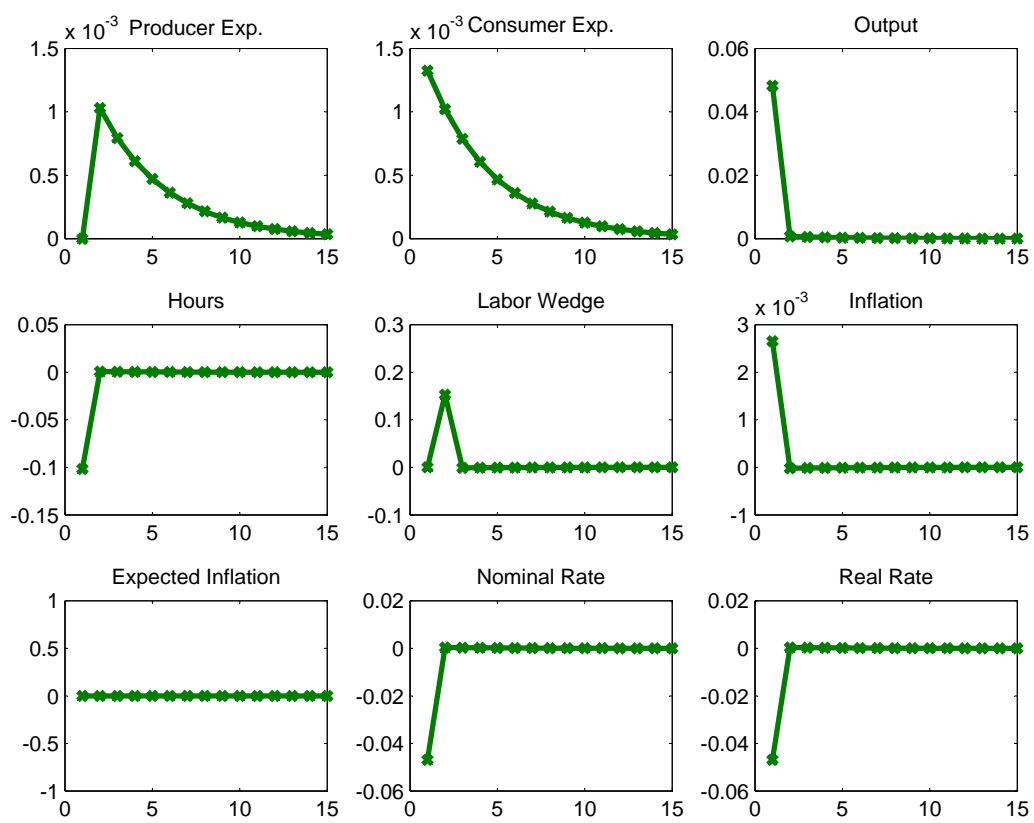 x 10^-3 Producer Exp.
1.5
1
0.5
0
0 5 10 15
x 10^-3 Consumer Exp.
1.5
1
0.5
0
0 5 10 15
Output
0.06
0.04
0.02
0
0 5 10 15
Hours
0.05
0
-0.05
-0.1
-0.15
0 5 10 15
Labor Wedge
0.3
0.2
0.1
0
-0.1
0 5 10 15
Inflation
x 10^-3
3
2
1
0
-1
0 5 10 15
Expected Inflation
1
0.5
0
-0.5
-1
0 5 10 15
Nominal Rate
0.02
0
-0.02
-0.04
-0.06
0 5 10 15
Real Rate
0.02
0
-0.02
-0.04
-0.06
0 5 10 15